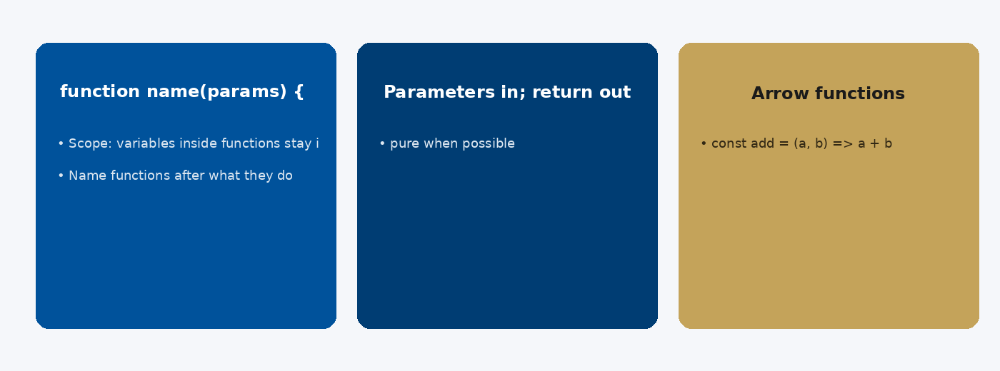 function name(params) {
• Scope: variables inside functions stay i
• Name functions after what they do
Parameters in; return out
• pure when possible
Arrow functions
• const add = (a, b) => a + b